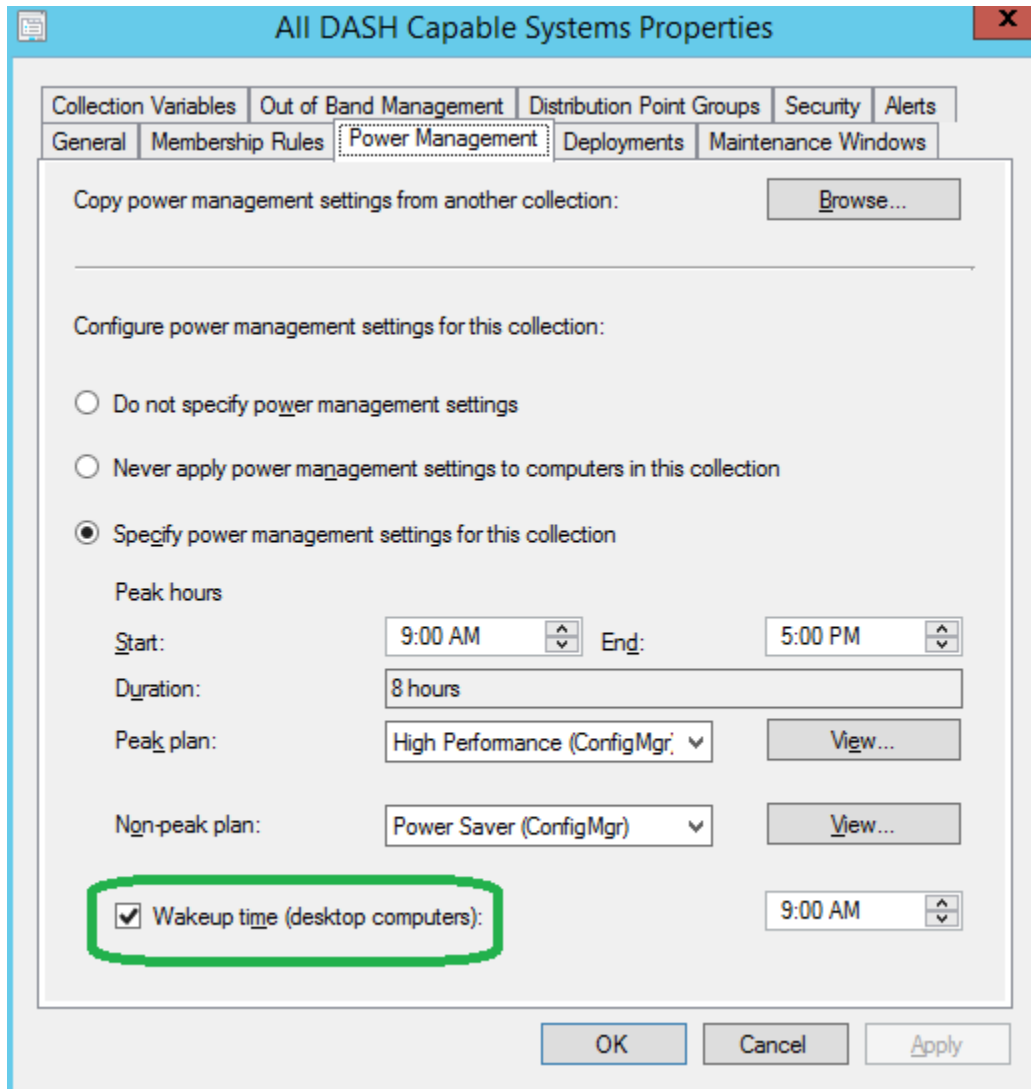 All DASH Capable Systems Properties
x
Collection Variables Out of Band Management Distribution Point Groups Security Alerts
General Membership Rules Power Management Deployments Maintenance Windows
Copy power management settings from another collection: Browse...
Configure power management settings for this collection:
Do not specify power management settings
Never apply power management settings to computers in this collection
Specify power management settings for this collection
Peak hours
Start: 9:00 AM End: 5:00 PM
Duration: 8 hours
Peak plan: High Performance (ConfigMgr) View...
Non-peak plan: Power Saver (ConfigMgr) View...
Wakeup time (desktop computers): 9:00 AM
OK Cancel Apply